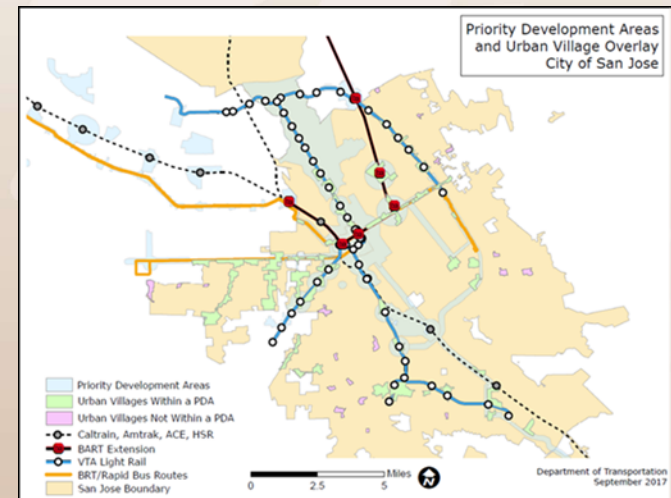 Priority Development Areas
and Urban Village Overlay
City of San Jose
Priority Development Areas
Urban Villages Within a PDA
Urban Villages Not Within a PDA
Caltrain, Amtrak, ACE, HSR
BART Extension
VTA Light Rail
BRT/Rapid Bus Routes
San Jose Boundary
Miles
0 2.5 5
Department of Transportation
September 2017